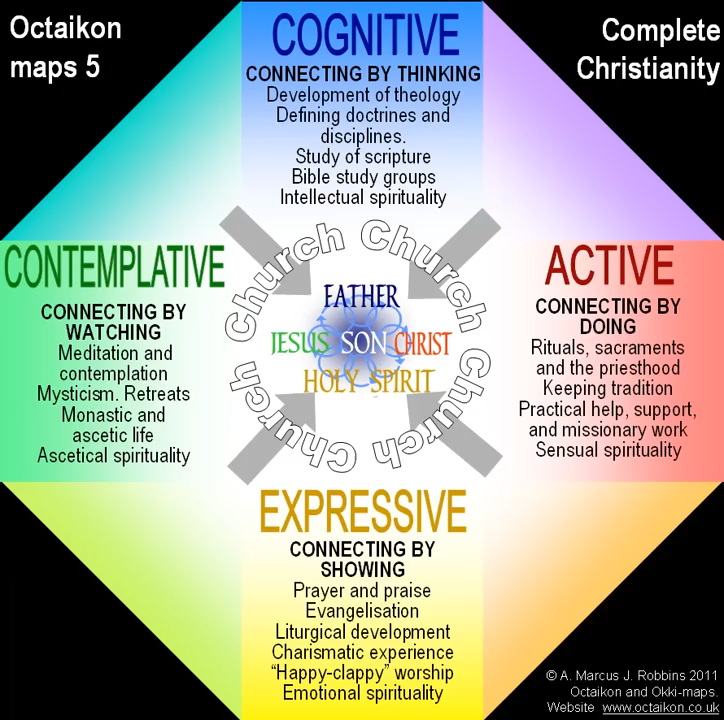 Octaikon
maps 5
Complete
Christianity
COGNITIVE
CONNECTING BY THINKING
Development of theology
Defining doctrines and
disciplines.
Study of scripture
Bible study groups
Intellectual spirituality
CONTEMPLATIVE
CONNECTING BY
WATCHING
Meditation and
contemplation
Mysticism. Retreats
Monastic and
ascetic life
Ascetical spirituality
Church Church Church Church
FATHER
JESUS SON CHRIST
HOLY SPIRIT
ACTIVE
CONNECTING BY
DOING
Rituals, sacraments
and the priesthood
Keeping tradition
Practical help, support,
and missionary work
Sensual spirituality
EXPRESSIVE
CONNECTING BY
SHOWING
Prayer and praise
Evangelisation
Liturgical development
Charismatic experience
“Happy-clappy” worship
Emotional spirituality
© A. Marcus J. Robbins 2011
Octaikon and Okki-maps.
Website www.octaikon.co.uk